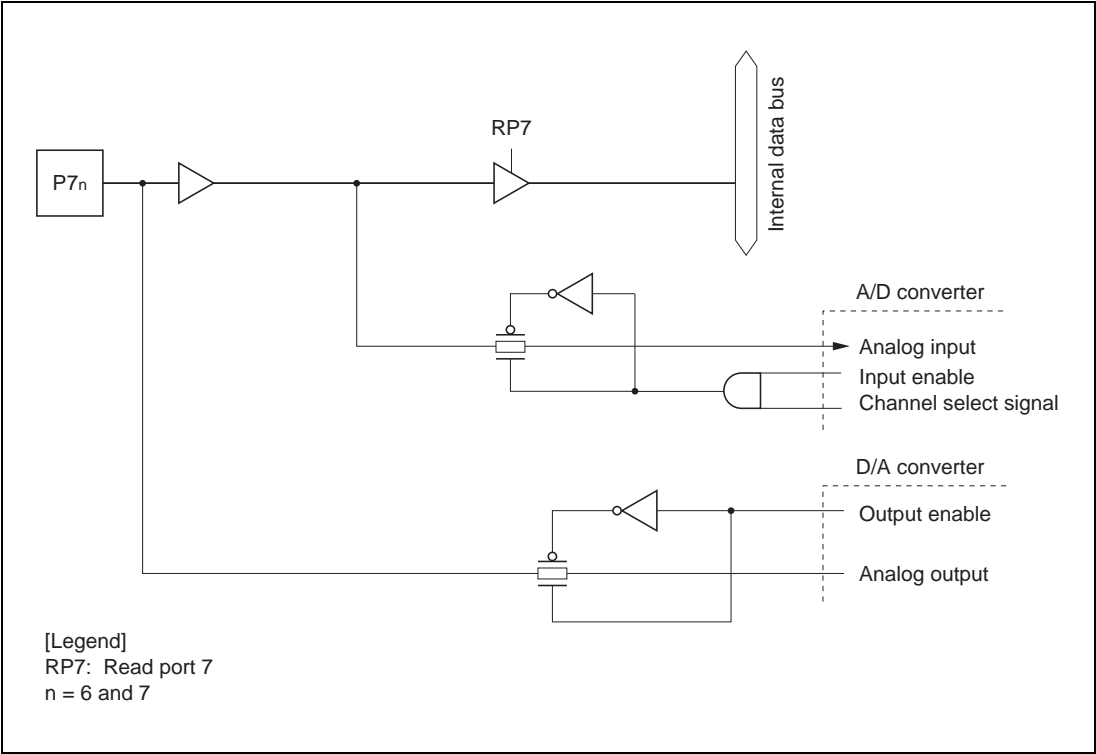 RP7
P7n
Internal data bus
A/D converter
Analog input
Input enable
Channel select signal
D/A converter
Output enable
Analog output
[Legend]
RP7: Read port 7
n = 6 and 7